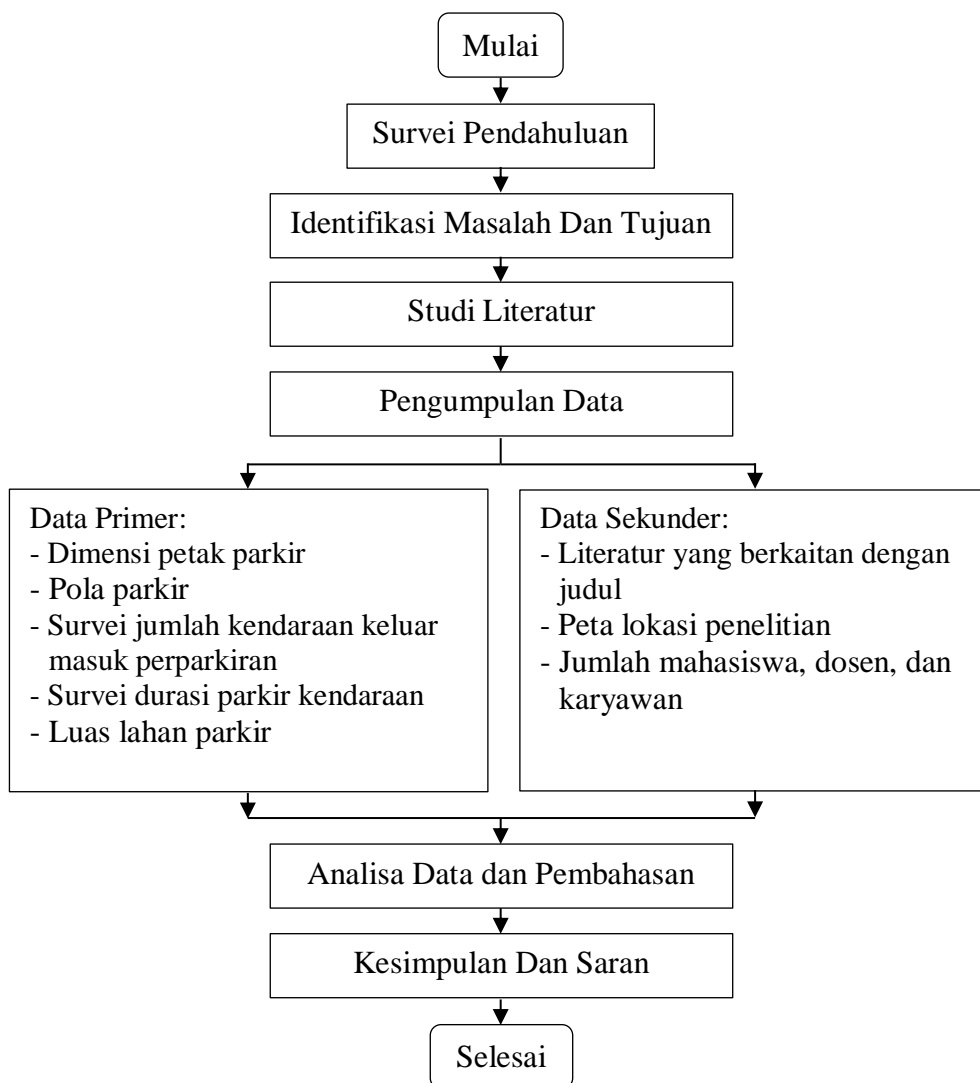 Mulai
Survei Pendahuluan
Identifikasi Masalah Dan Tujuan
Studi Literatur
Pengumpulan Data
Data Primer:
- Dimensi petak parkir
- Pola parkir
- Survei jumlah kendaraan keluar
masuk perparkiran
- Survei durasi parkir kendaraan
- Luas lahan parkir
Data Sekunder:
- Literatur yang berkaitan dengan
judul
- Peta lokasi penelitian
- Jumlah mahasiswa, dosen, dan
karyawan
Analisa Data dan Pembahasan
Kesimpulan Dan Saran
Selesai